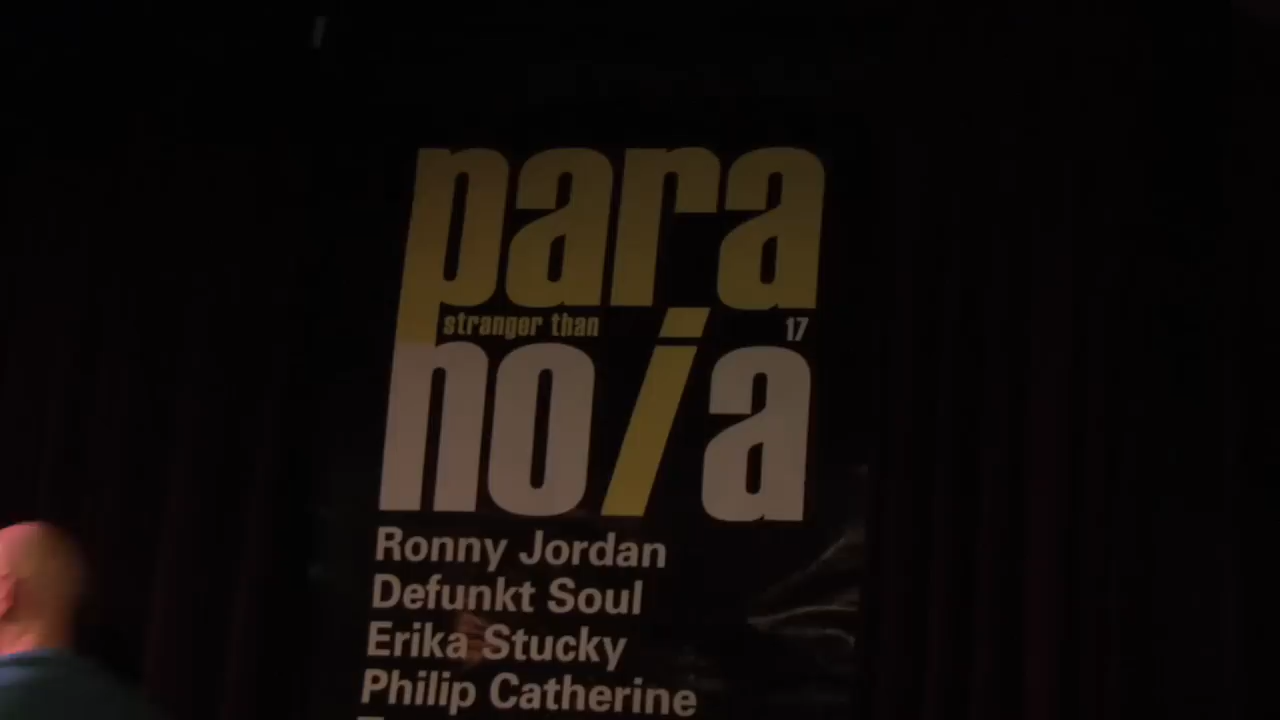 para
stranger than 17
noia
Ronny Jordan
Defunkt Soul
Erika Stucky
Philip Catherine